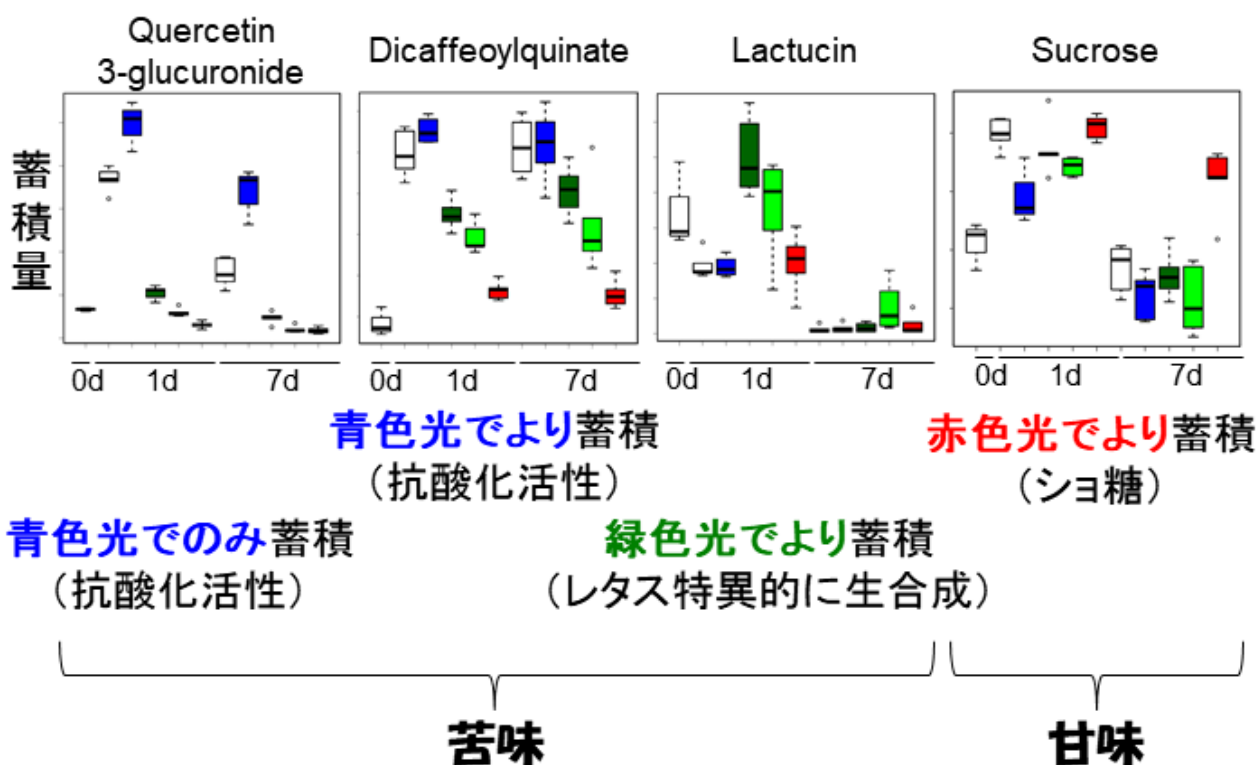 Quercetin
3-glucuronide
Dicaffeoylquinate
Lactucin
Sucrose
蓄積量
0d 1d 7d
0d 1d 7d
0d 1d 7d
0d 1d 7d
青色光でより蓄積
(抗酸化活性)
赤色光でより蓄積
(ショ糖)
青色光でのみ蓄積
(抗酸化活性)
緑色光でより蓄積
(レタス特異的に生合成)
苦味
甘味